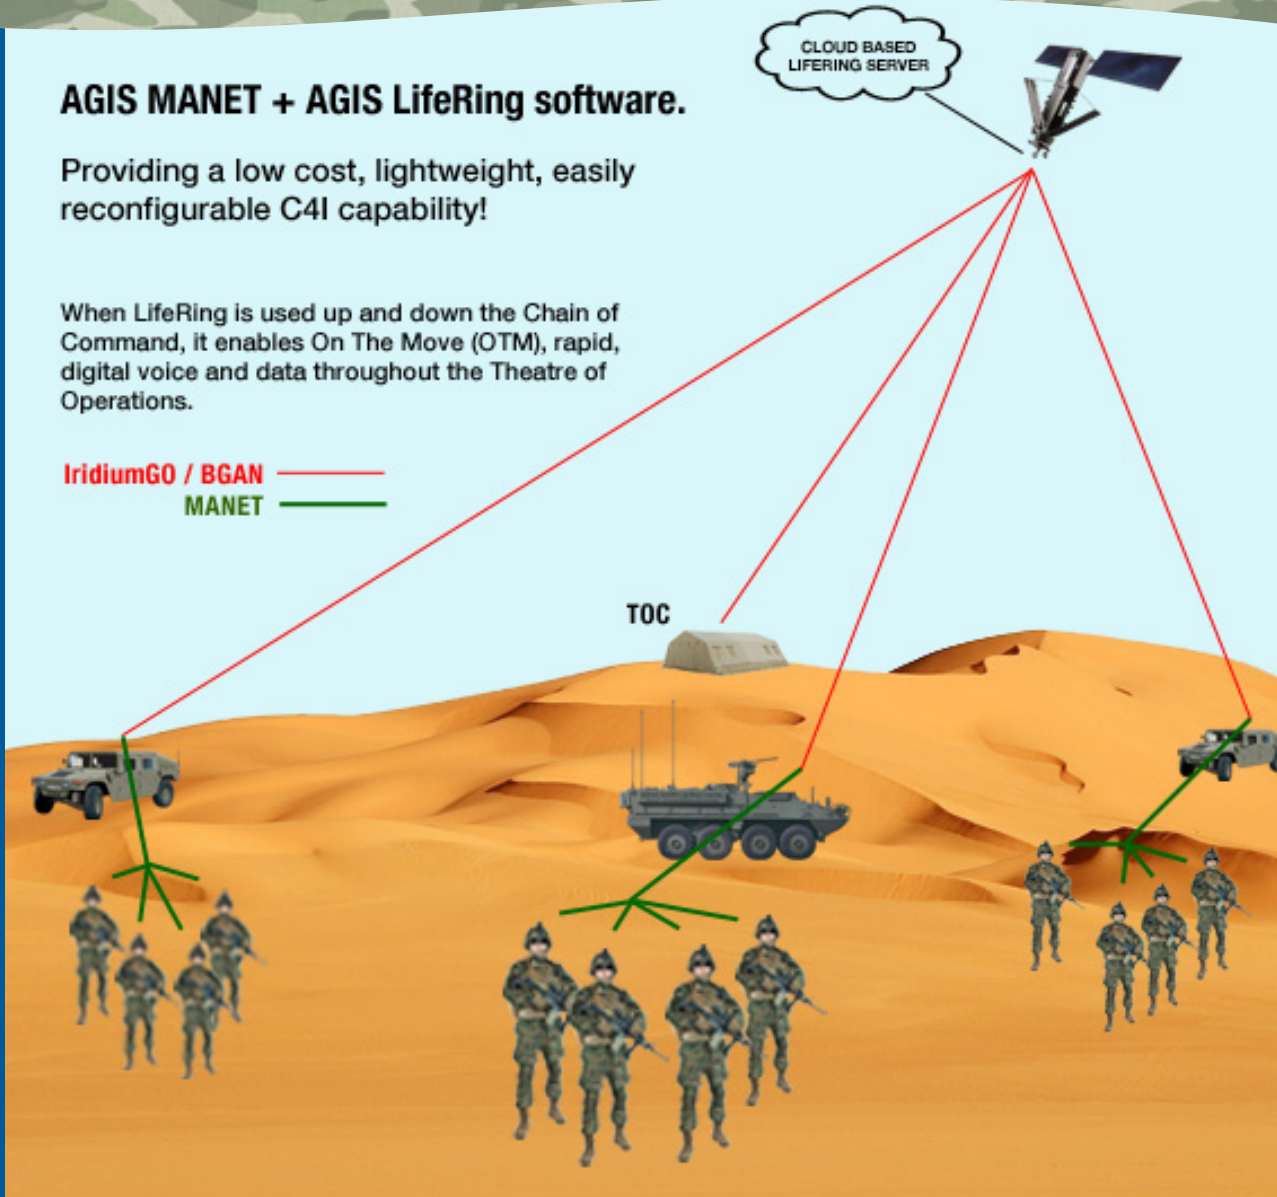 CLOUD BASED
LIFERING SERVER
AGIS MANET + AGIS LifeRing software.
Providing a low cost, lightweight, easily
reconfigurable C4I capability!
When LifeRing is used up and down the Chain of
Command, it enables On The Move (OTM), rapid,
digital voice and data throughout the Theatre of
Operations.
IridiumGO / BGAN
MANET
TOC